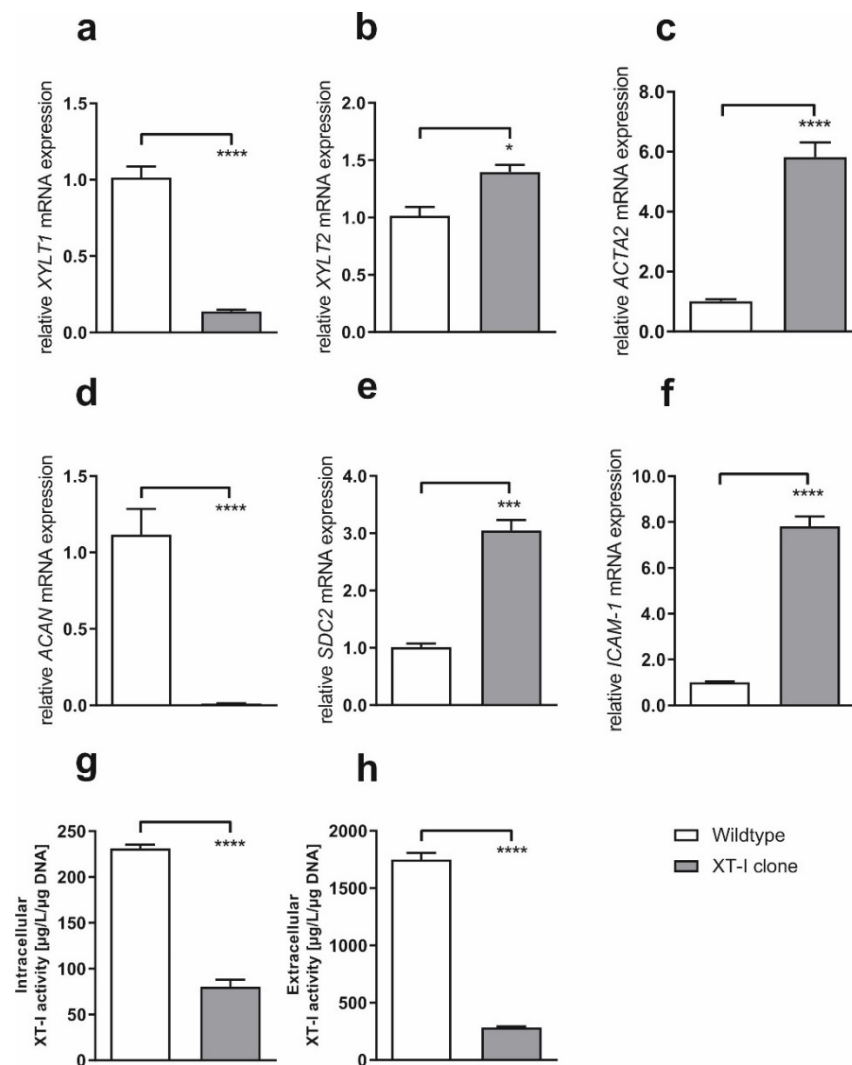 a
relative XYLT1 mRNA expression
1.5
1.0
0.5
0.0
****
b
relative XYLT2 mRNA expression
2.0
1.5
1.0
0.5
0.0
*
c
relative ACTA2 mRNA expression
8.0
6.0
4.0
2.0
0.0
****
d
relative ACAN mRNA expression
1.5
1.0
0.5
0.0
****
e
relative SDC2 mRNA expression
4.0
3.0
2.0
1.0
0.0
***
f
relative ICAM-1 mRNA expression
10.0
8.0
6.0
4.0
2.0
0.0
****
g
Intracellular
XT-I activity [µg/L/µg DNA]
250
200
150
100
50
0
****
h
Extracellular
XT-I activity [µg/L/µg DNA]
2000
1500
1000
500
0
****
Wildtype
XT-I clone